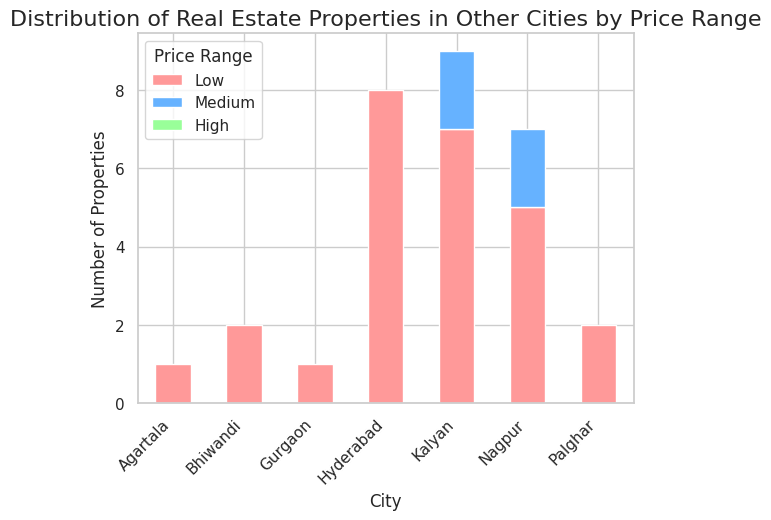 Distribution of Real Estate Properties in Other Cities by Price Range
Price Range
Low
Medium
High
Number of Properties
8
6
4
2
0
Agartala
Bhiwandi
Gurgaon
Hyderabad
Kalyan
Nagpur
Palghar
City